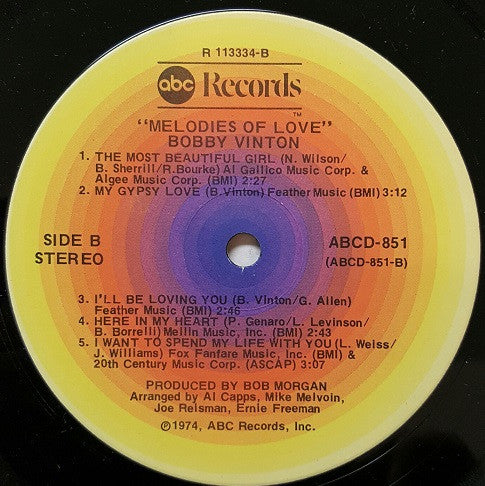 R 113334-B
abc Records
™
"MELODIES OF LOVE"
BOBBY VINTON
1. THE MOST BEAUTIFUL GIRL (N. Wilson/
B. Sherrill/R.Bourke) Al Gallico Music Corp. &
Algee Music Corp. (BMI) 2:27
2. MY GYPSY LOVE (B. Vinton) Feather Music (BMI) 3:12
SIDE B
STEREO
ABCD-851
(ABCD-851-B)
3. I'LL BE LOVING YOU (B. Vinton/G. Allen)
Feather Music (BMI) 2:46
4. HERE IN MY HEART (P. Genaro/L. Levinson/
B. Borrelli) Mellin Music, Inc. (BMI) 2:43
5. I WANT TO SPEND MY LIFE WITH YOU (L. Weiss/
J. Williams) Fox Fanfare Music, Inc. (BMI) &
20th Century Music Corp. (ASCAP) 3:07
PRODUCED BY BOB MORGAN
Arranged by Al Capps, Mike Melvoin,
Joe Reisman, Ernie Freeman
℗1974, ABC Records, Inc.